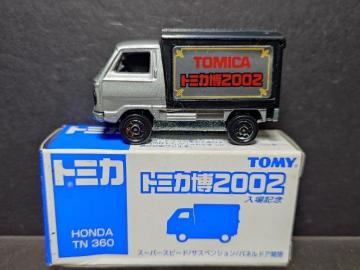 TOMICA
トミカ博2002
トミカ
TOMY
トミカ博2002
入場記念
HONDA
TN 360
スーパースピード/サスペンション/パネルドア開閉